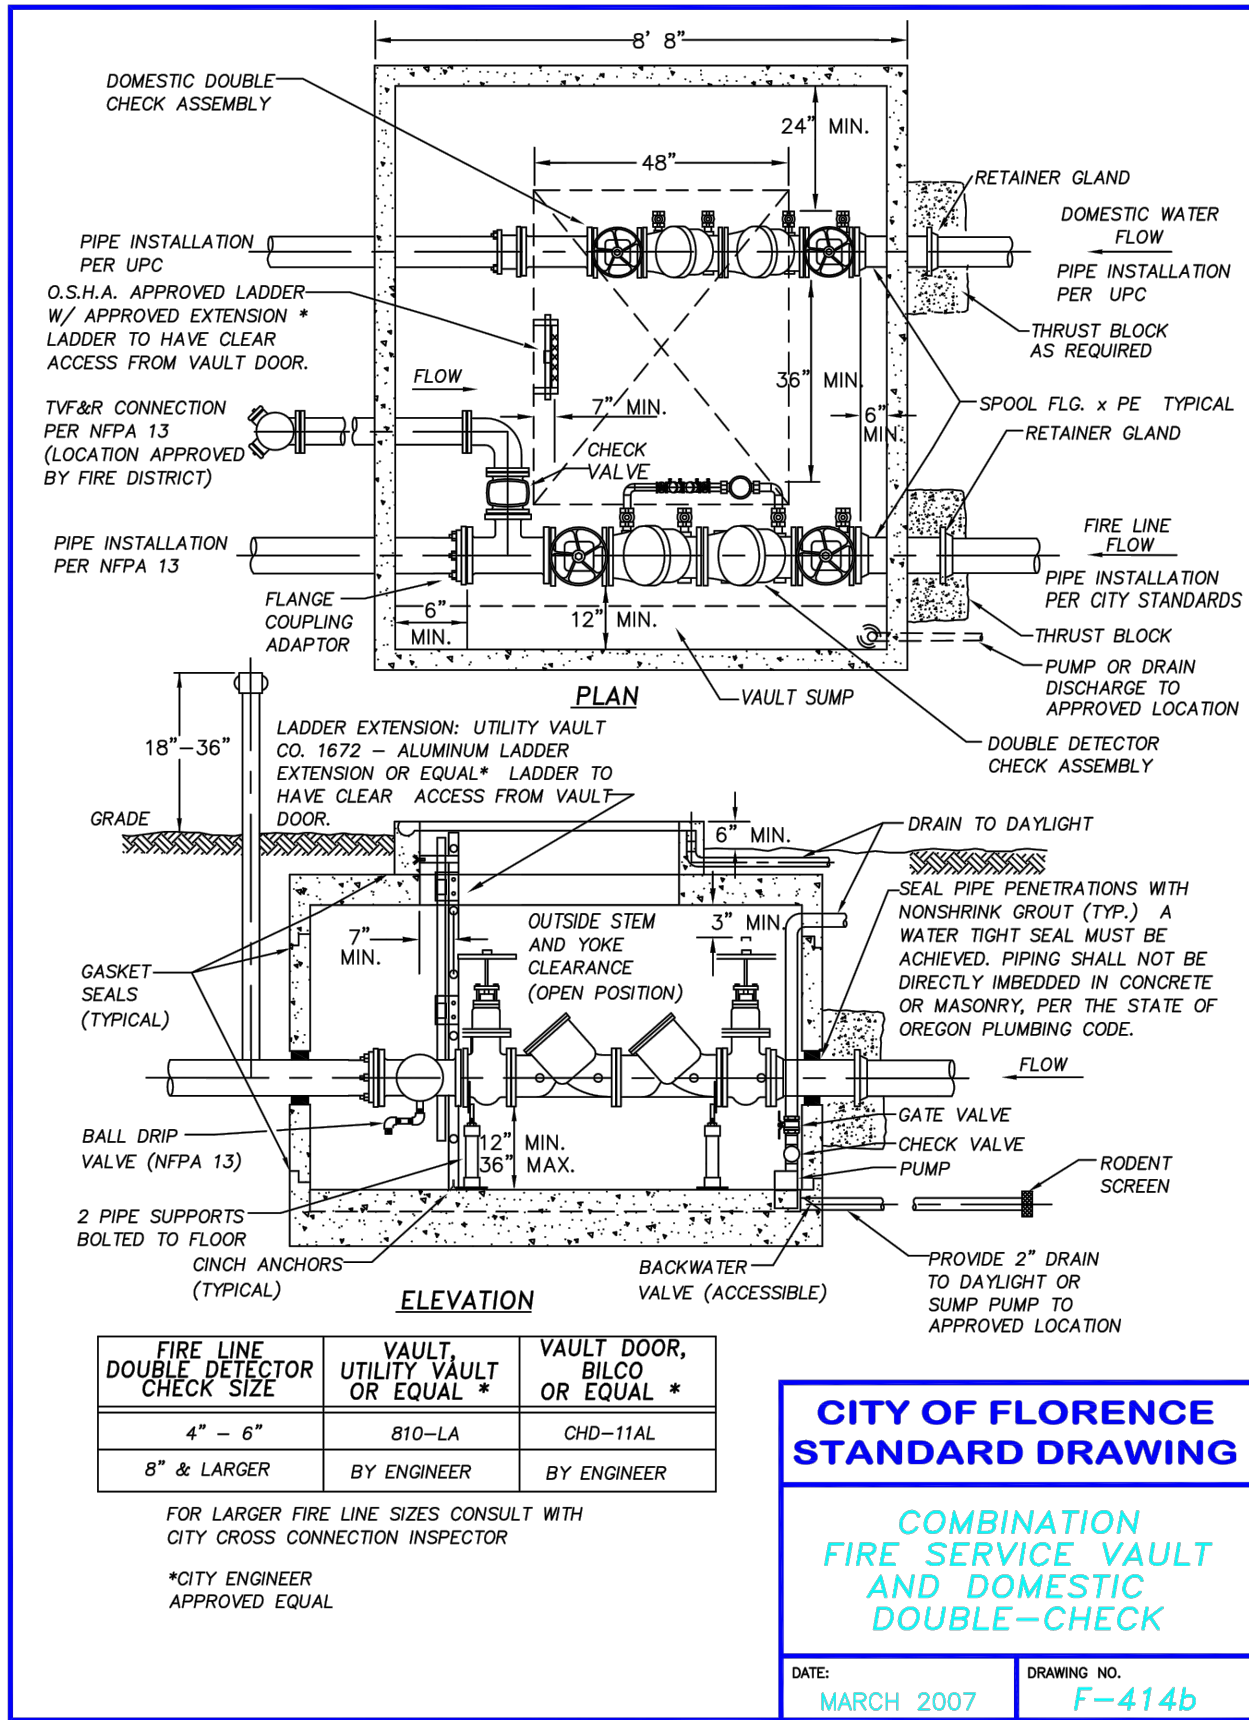 8' 8"
DOMESTIC DOUBLE
CHECK ASSEMBLY
24" MIN.
48"
RETAINER GLAND
DOMESTIC WATER
FLOW
PIPE INSTALLATION
PER UPC
PIPE INSTALLATION
PER UPC
O.S.H.A. APPROVED LADDER
W/ APPROVED EXTENSION *
LADDER TO HAVE CLEAR
ACCESS FROM VAULT DOOR.
THRUST BLOCK
AS REQUIRED
FLOW
36" MIN.
7" MIN.
6"
MIN.
SPOOL FLG. x PE TYPICAL
TVF&R CONNECTION
PER NFPA 13
(LOCATION APPROVED
BY FIRE DISTRICT)
CHECK
VALVE
RETAINER GLAND
PIPE INSTALLATION
PER NFPA 13
FIRE LINE
FLOW
PIPE INSTALLATION
PER CITY STANDARDS
FLANGE
COUPLING
ADAPTOR
6"
MIN.
12" MIN.
THRUST BLOCK
PUMP OR DRAIN
DISCHARGE TO
APPROVED LOCATION
PLAN
VAULT SUMP
DOUBLE DETECTOR
CHECK ASSEMBLY
18"-36"
LADDER EXTENSION: UTILITY VAULT
CO. 1672 – ALUMINUM LADDER
EXTENSION OR EQUAL* LADDER TO
HAVE CLEAR ACCESS FROM VAULT
DOOR.
GRADE
6" MIN.
DRAIN TO DAYLIGHT
SEAL PIPE PENETRATIONS WITH
NONSHRINK GROUT (TYP.) A
WATER TIGHT SEAL MUST BE
ACHIEVED. PIPING SHALL NOT BE
DIRECTLY IMBEDDED IN CONCRETE
OR MASONRY, PER THE STATE OF
OREGON PLUMBING CODE.
7"
MIN.
OUTSIDE STEM
AND YOKE
CLEARANCE
(OPEN POSITION)
3" MIN.
GASKET
SEALS
(TYPICAL)
FLOW
BALL DRIP
VALVE (NFPA 13)
12" MIN.
36" MAX.
GATE VALVE
CHECK VALVE
PUMP
RODENT
SCREEN
2 PIPE SUPPORTS
BOLTED TO FLOOR
CINCH ANCHORS
(TYPICAL)
BACKWATER
VALVE (ACCESSIBLE)
PROVIDE 2" DRAIN
TO DAYLIGHT OR
SUMP PUMP TO
APPROVED LOCATION
ELEVATION
FIRE LINE
DOUBLE DETECTOR
CHECK SIZE
VAULT,
UTILITY VAULT
OR EQUAL *
VAULT DOOR,
BILCO
OR EQUAL *
4" – 6"
810-LA
CHD-11AL
8" & LARGER
BY ENGINEER
BY ENGINEER
FOR LARGER FIRE LINE SIZES CONSULT WITH
CITY CROSS CONNECTION INSPECTOR
*CITY ENGINEER
APPROVED EQUAL
CITY OF FLORENCE
STANDARD DRAWING
COMBINATION
FIRE SERVICE VAULT
AND DOMESTIC
DOUBLE-CHECK
DATE:
MARCH 2007
DRAWING NO.
F-414b